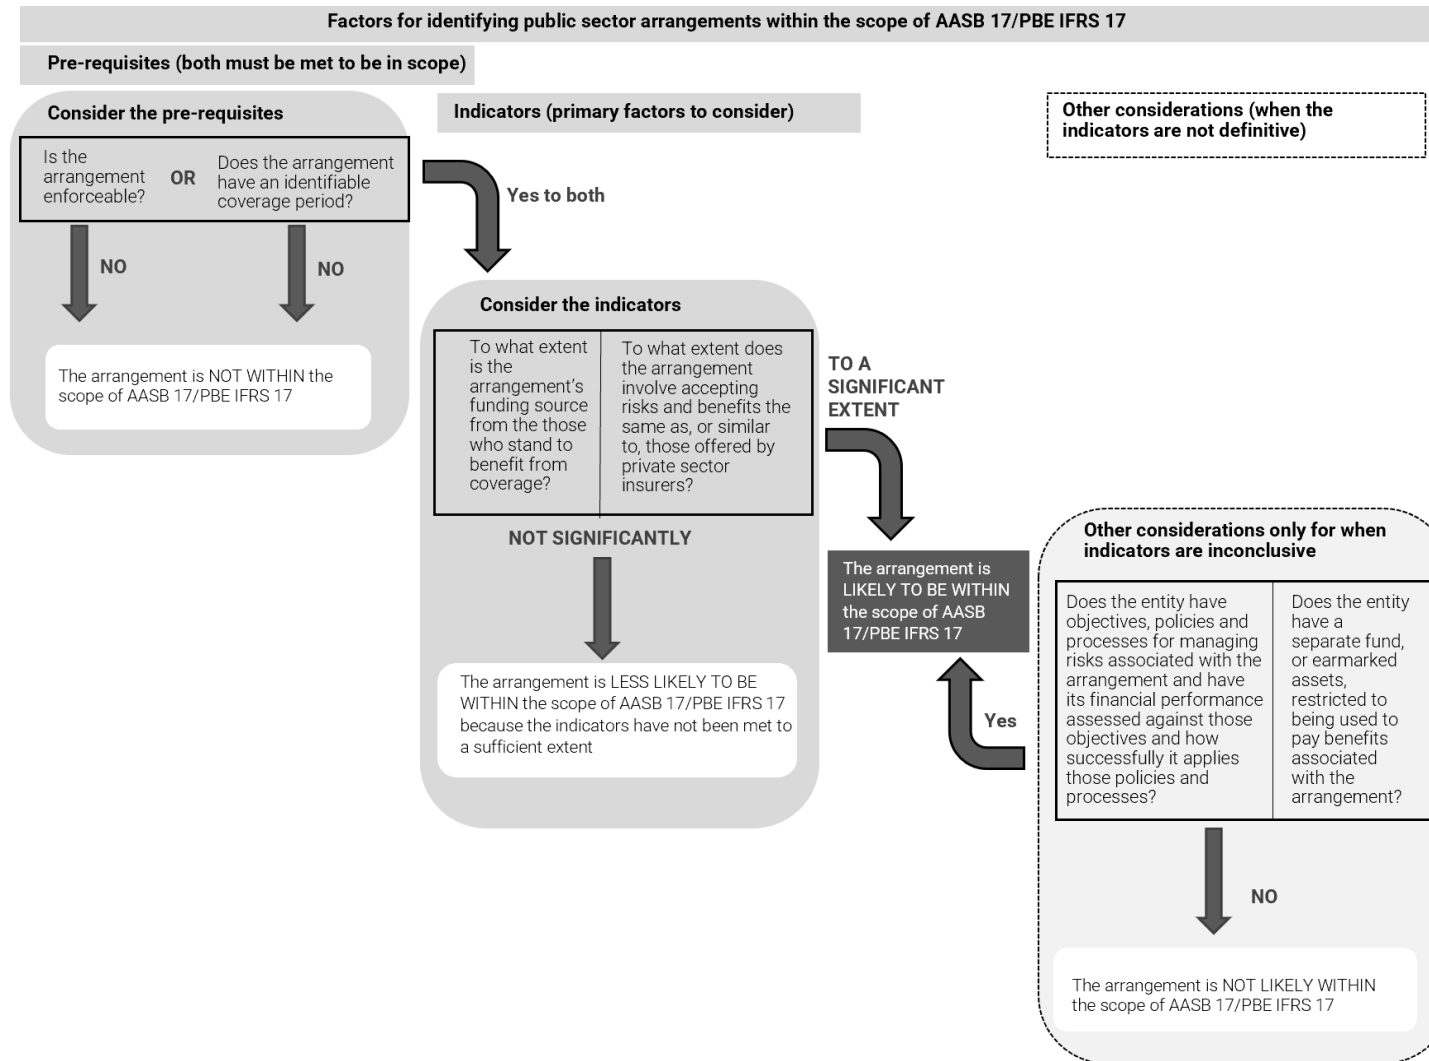 Factors for identifying public sector arrangements within the scope of AASB 17/PBE IFRS 17
Pre-requisites (both must be met to be in scope)
Consider the pre-requisites
Is the
arrangement
enforceable?
OR
Does the arrangement
have an identifiable
coverage period?
NO
NO
The arrangement is NOT WITHIN the
scope of AASB 17/PBE IFRS 17
Indicators (primary factors to consider)
Yes to both
Consider the indicators
To what extent
is the
arrangement's
funding source
from the those
who stand to
benefit from
coverage?
To what extent does
the arrangement
involve accepting
risks and benefits the
same as, or similar
to, those offered by
private sector
insurers?
NOT SIGNIFICANTLY
The arrangement is LESS LIKELY TO BE
WITHIN the scope of AASB 17/PBE IFRS 17
because the indicators have not been met to
a sufficient extent
TO A
SIGNIFICANT
EXTENT
The arrangement is
LIKELY TO BE WITHIN
the scope of AASB
17/PBE IFRS 17
Other considerations (when the
indicators are not definitive)
Other considerations only for when
indicators are inconclusive
Does the entity have
objectives, policies and
processes for managing
risks associated with the
arrangement and have
its financial performance
assessed against those
objectives and how
successfully it applies
those policies and
processes?
Does the entity
have a
separate fund,
or earmarked
assets,
restricted to
being used to
pay benefits
associated
with the
arrangement?
Yes
NO
The arrangement is NOT LIKELY WITHIN
the scope of AASB 17/PBE IFRS 17